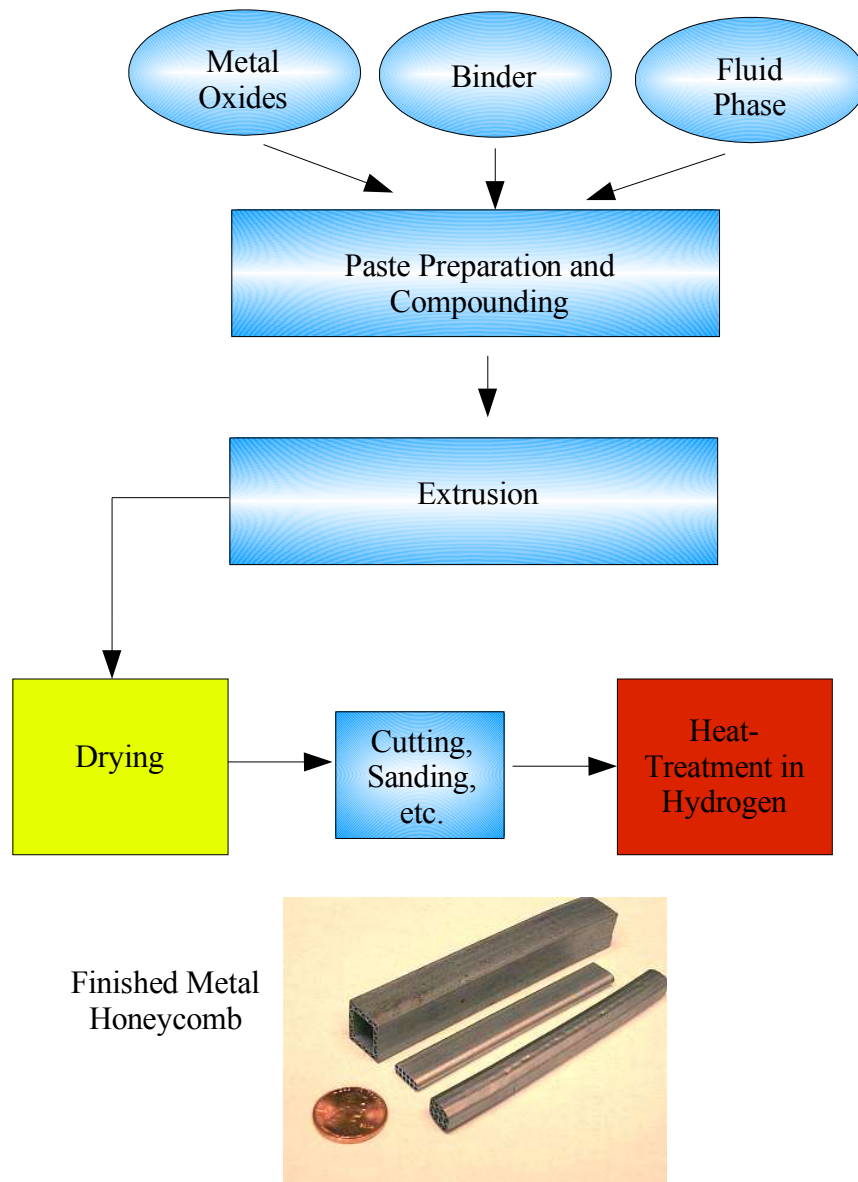 Metal
Oxides
Binder
Fluid
Phase
Paste Preparation and
Compounding
Extrusion
Drying
Cutting,
Sanding,
etc.
Heat-
Treatment in
Hydrogen
Finished Metal
Honeycomb